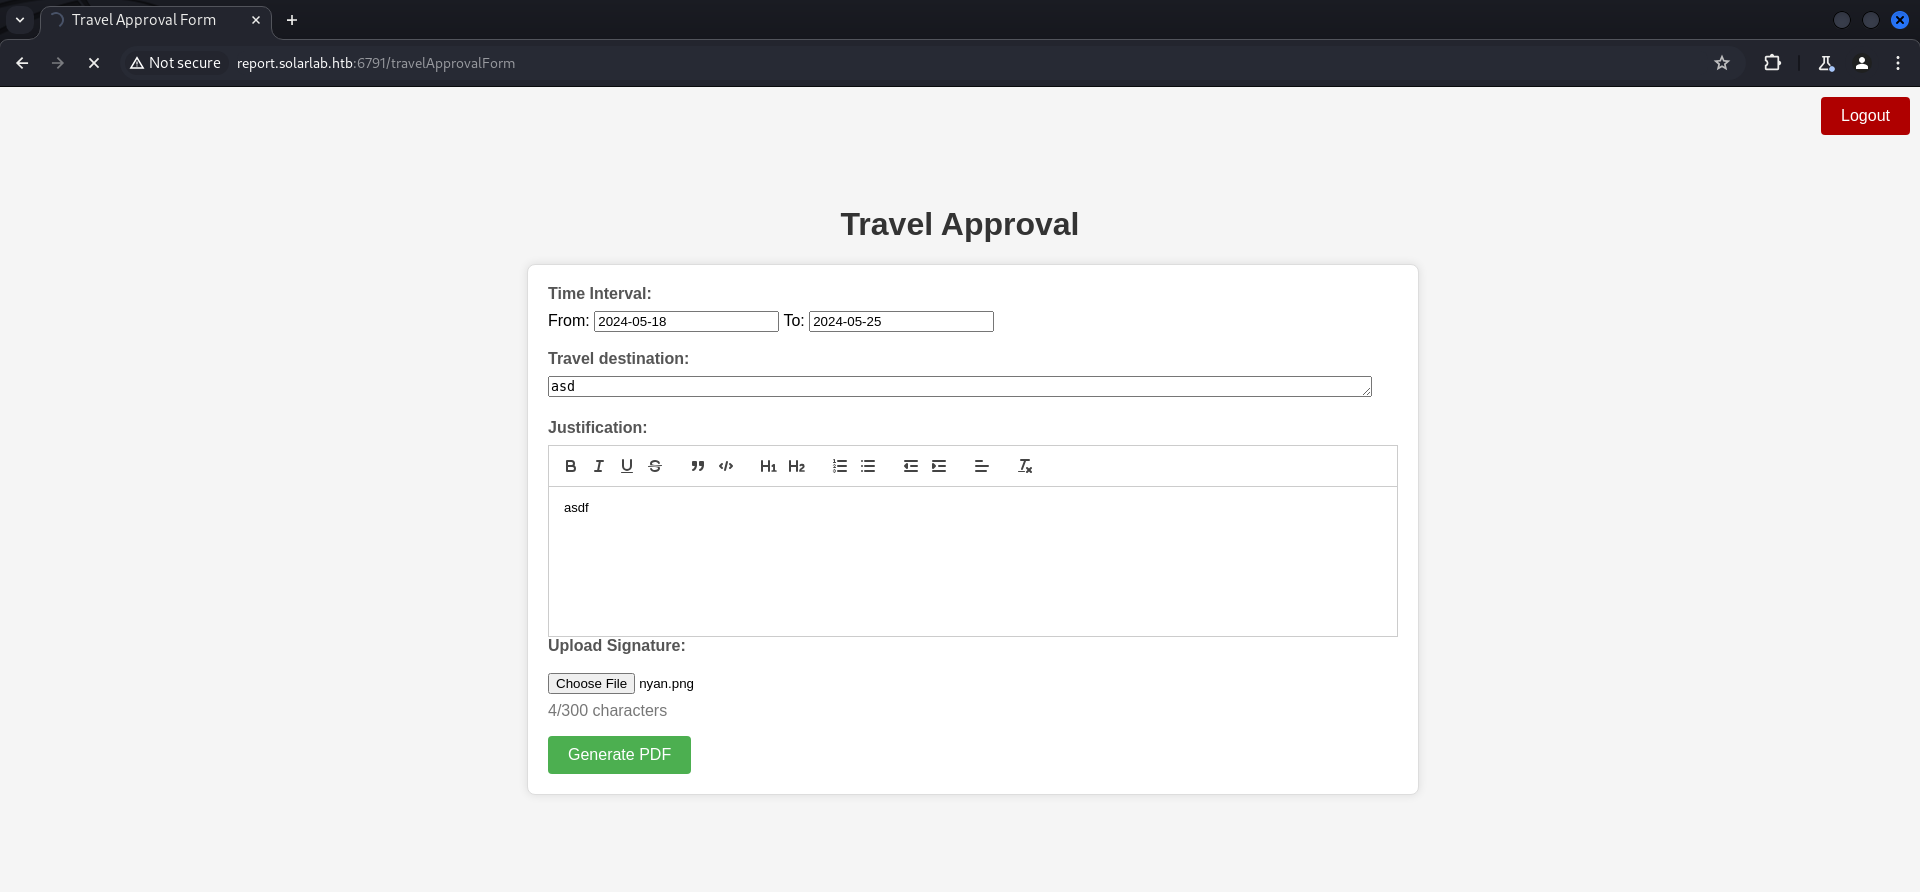 Travel Approval Form
Not secure report.solarlab.htb:6791/travelApprovalForm
Logout
Travel Approval
Time Interval:
From: 2024-05-18 To: 2024-05-25
Travel destination:
asd
Justification:
B I U S H1 H2
asdf
Upload Signature:
Choose File nyan.png
4/300 characters
Generate PDF